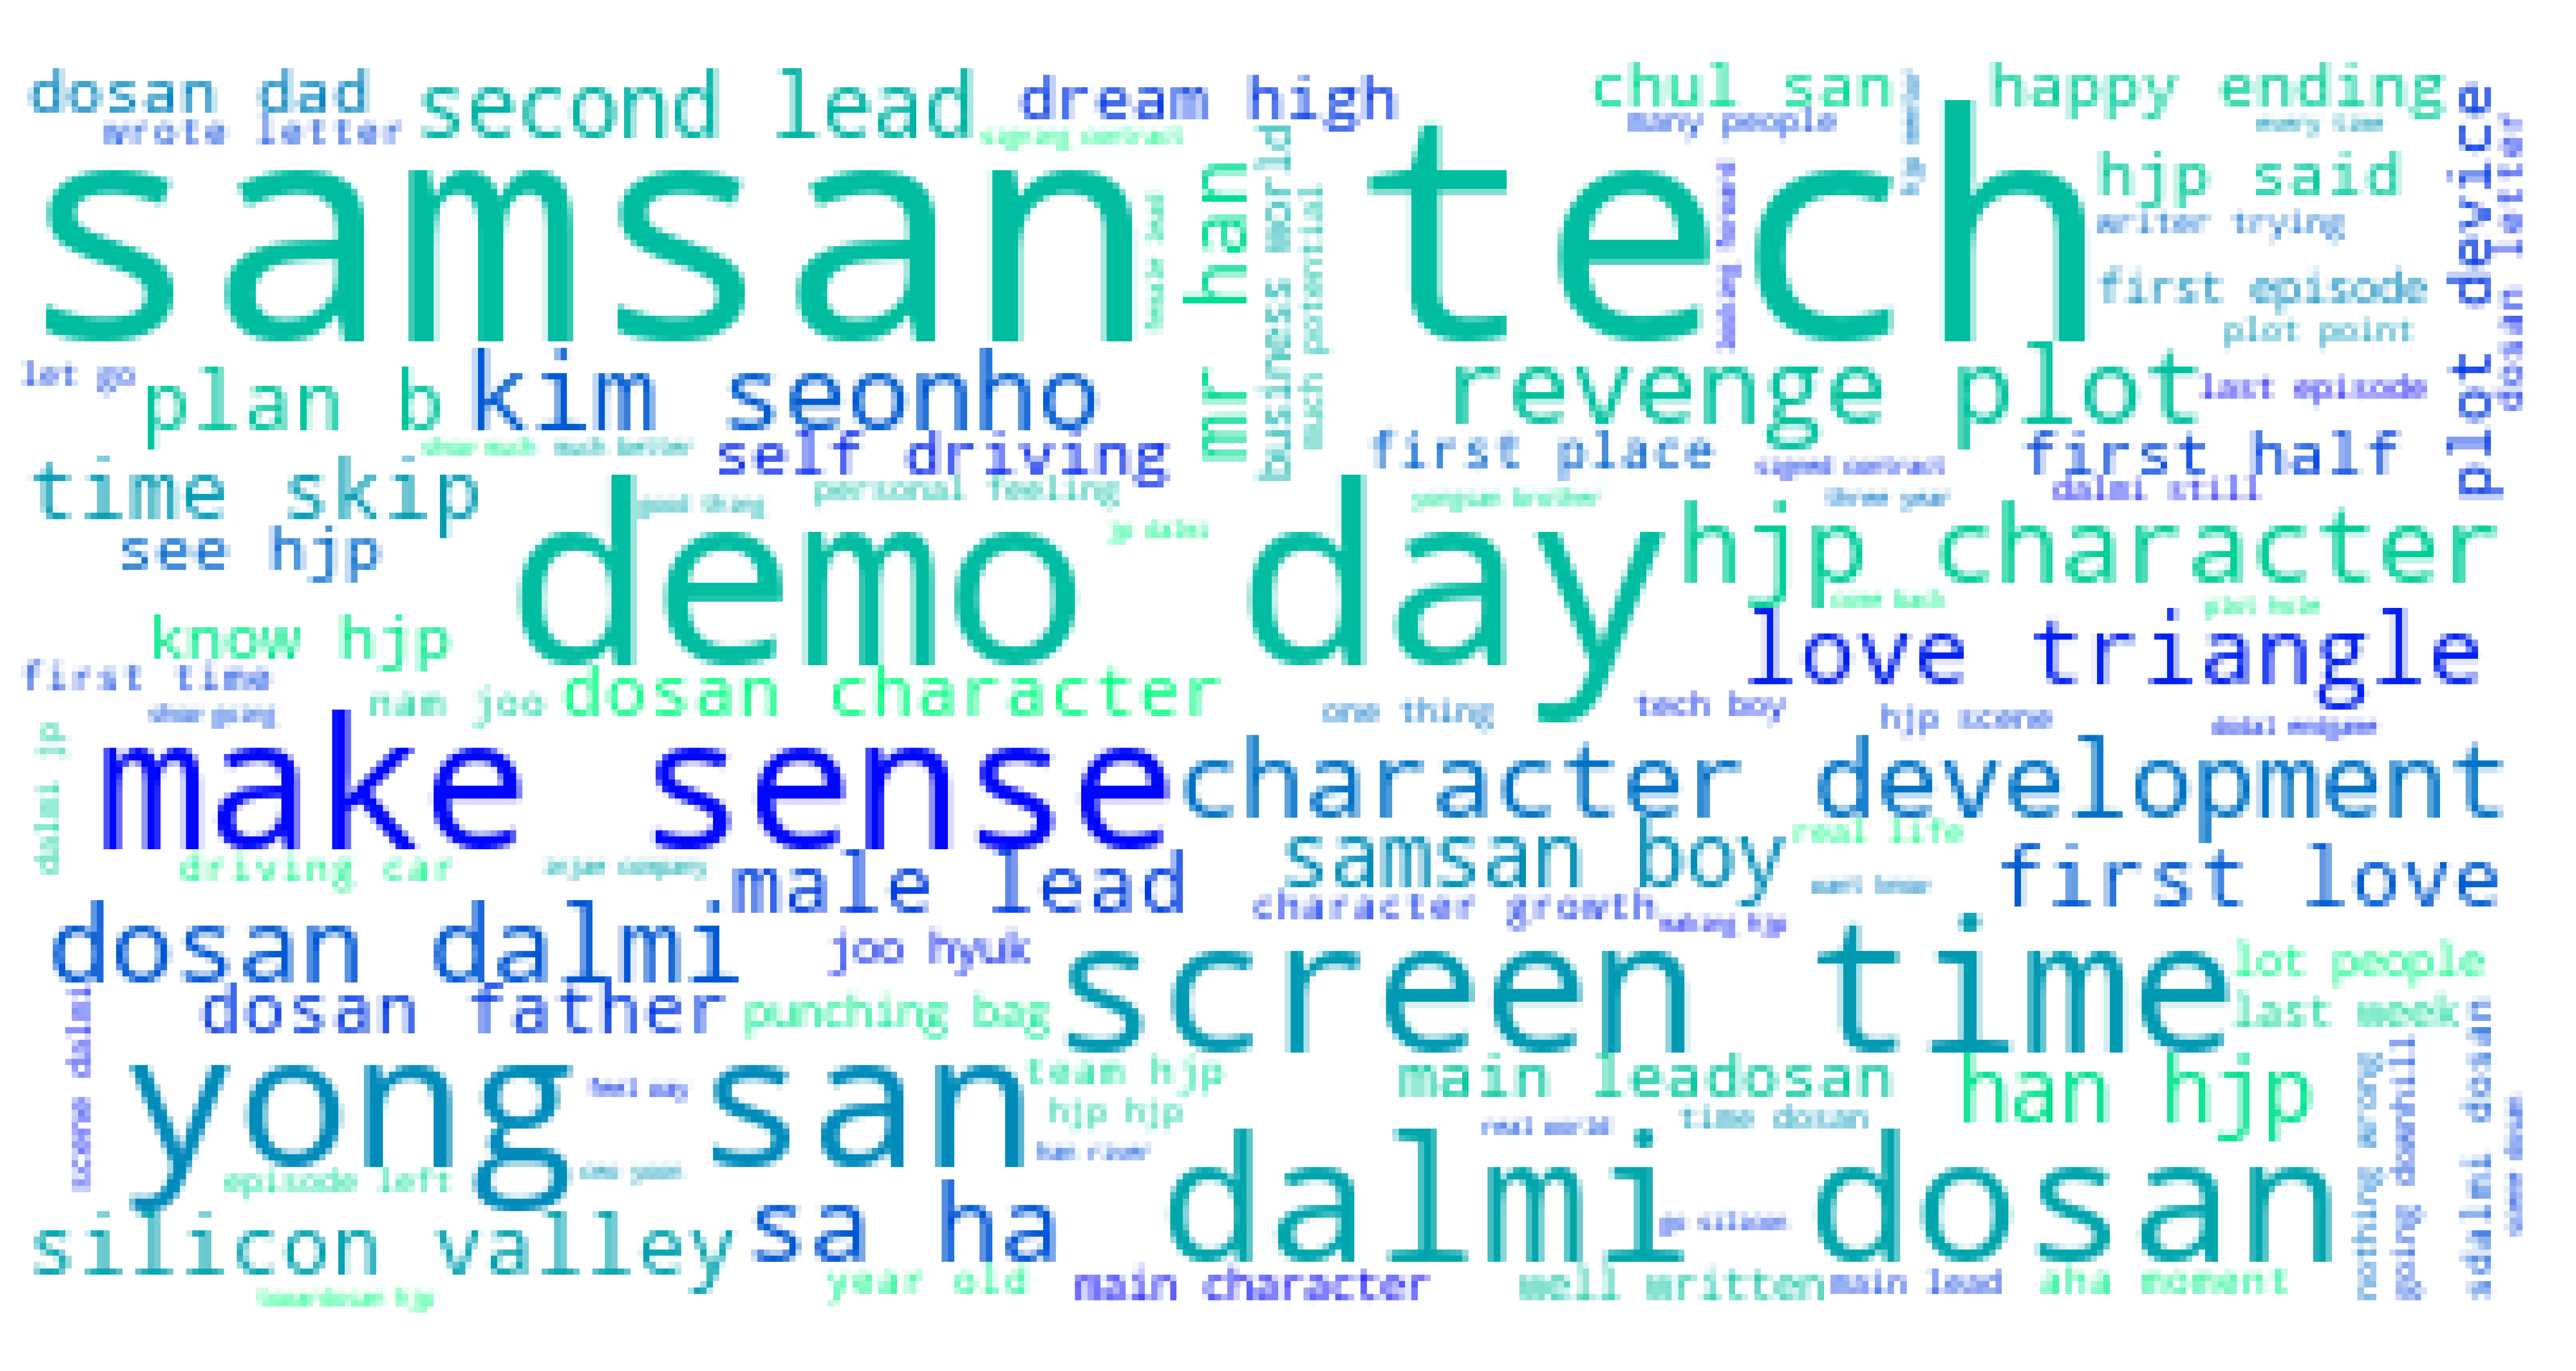 dosan dad
second lead
dream high
chul san
happy ending
wrote letter
many people
samsan tech
mr han
business world
much potential
hjp said
writer trying
first episode
plot point
plot device
dosan letter
let go
plan b
kim seonho
revenge plot
last episode
self driving
first place
first half
time skip
personal feeling
signed contract
dalmi still
good thing
three year
see hjp
demo day
hjp character
know hjp
love triangle
first time
nam joo
dosan character
one thing
tech boy
hjp scene
make sense
character development
dalmi jp
driving car
male lead
samsan boy
real life
first love
character growth
making hjp
dosan dalmi
joo hyuk
screen time
lot people
dosan father
punching bag
last week
scene dalmi
yong san
team hjp
hjp hjp
main leadosan
han hjp
time dosan
real world
han river
episode left
dalmi dosan
nothing wrong
going downhill
adalmi dosan
silicon valley
sa ha
go silicon
year old
main character
well written
main lead
aha moment